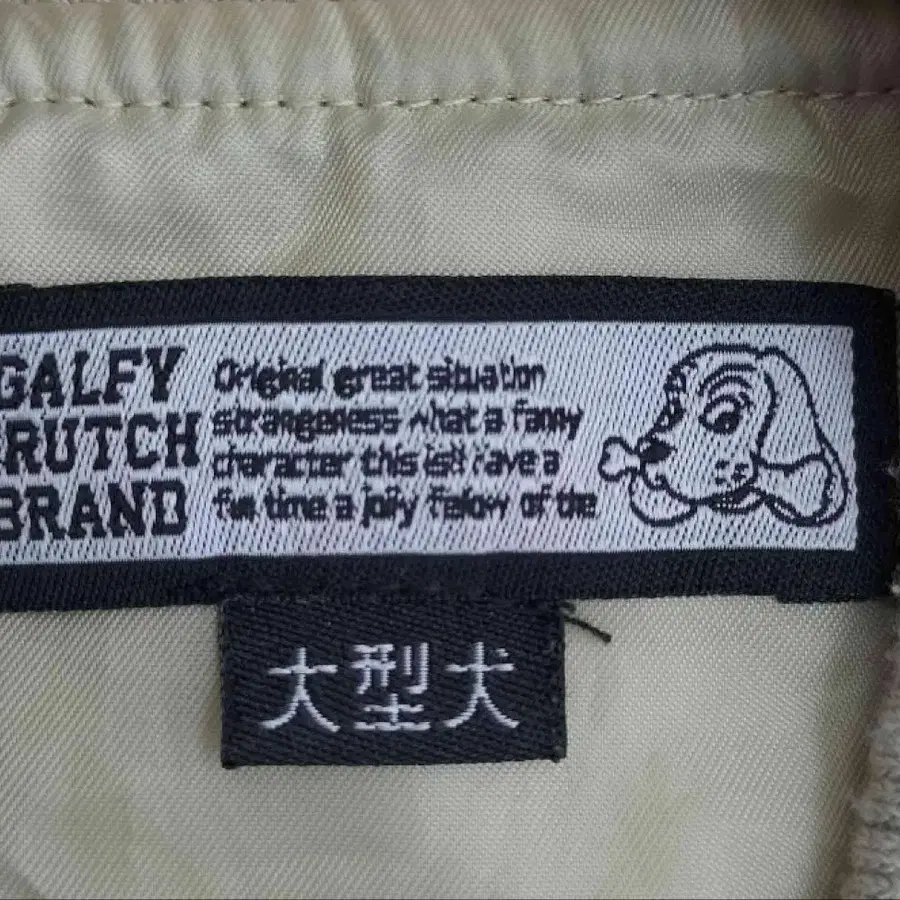 GALFY
RUTCH
BRAND
Original great situation
strangeness what a fanny
character this isn't have a
fun time a jolly fellow of the
大型犬